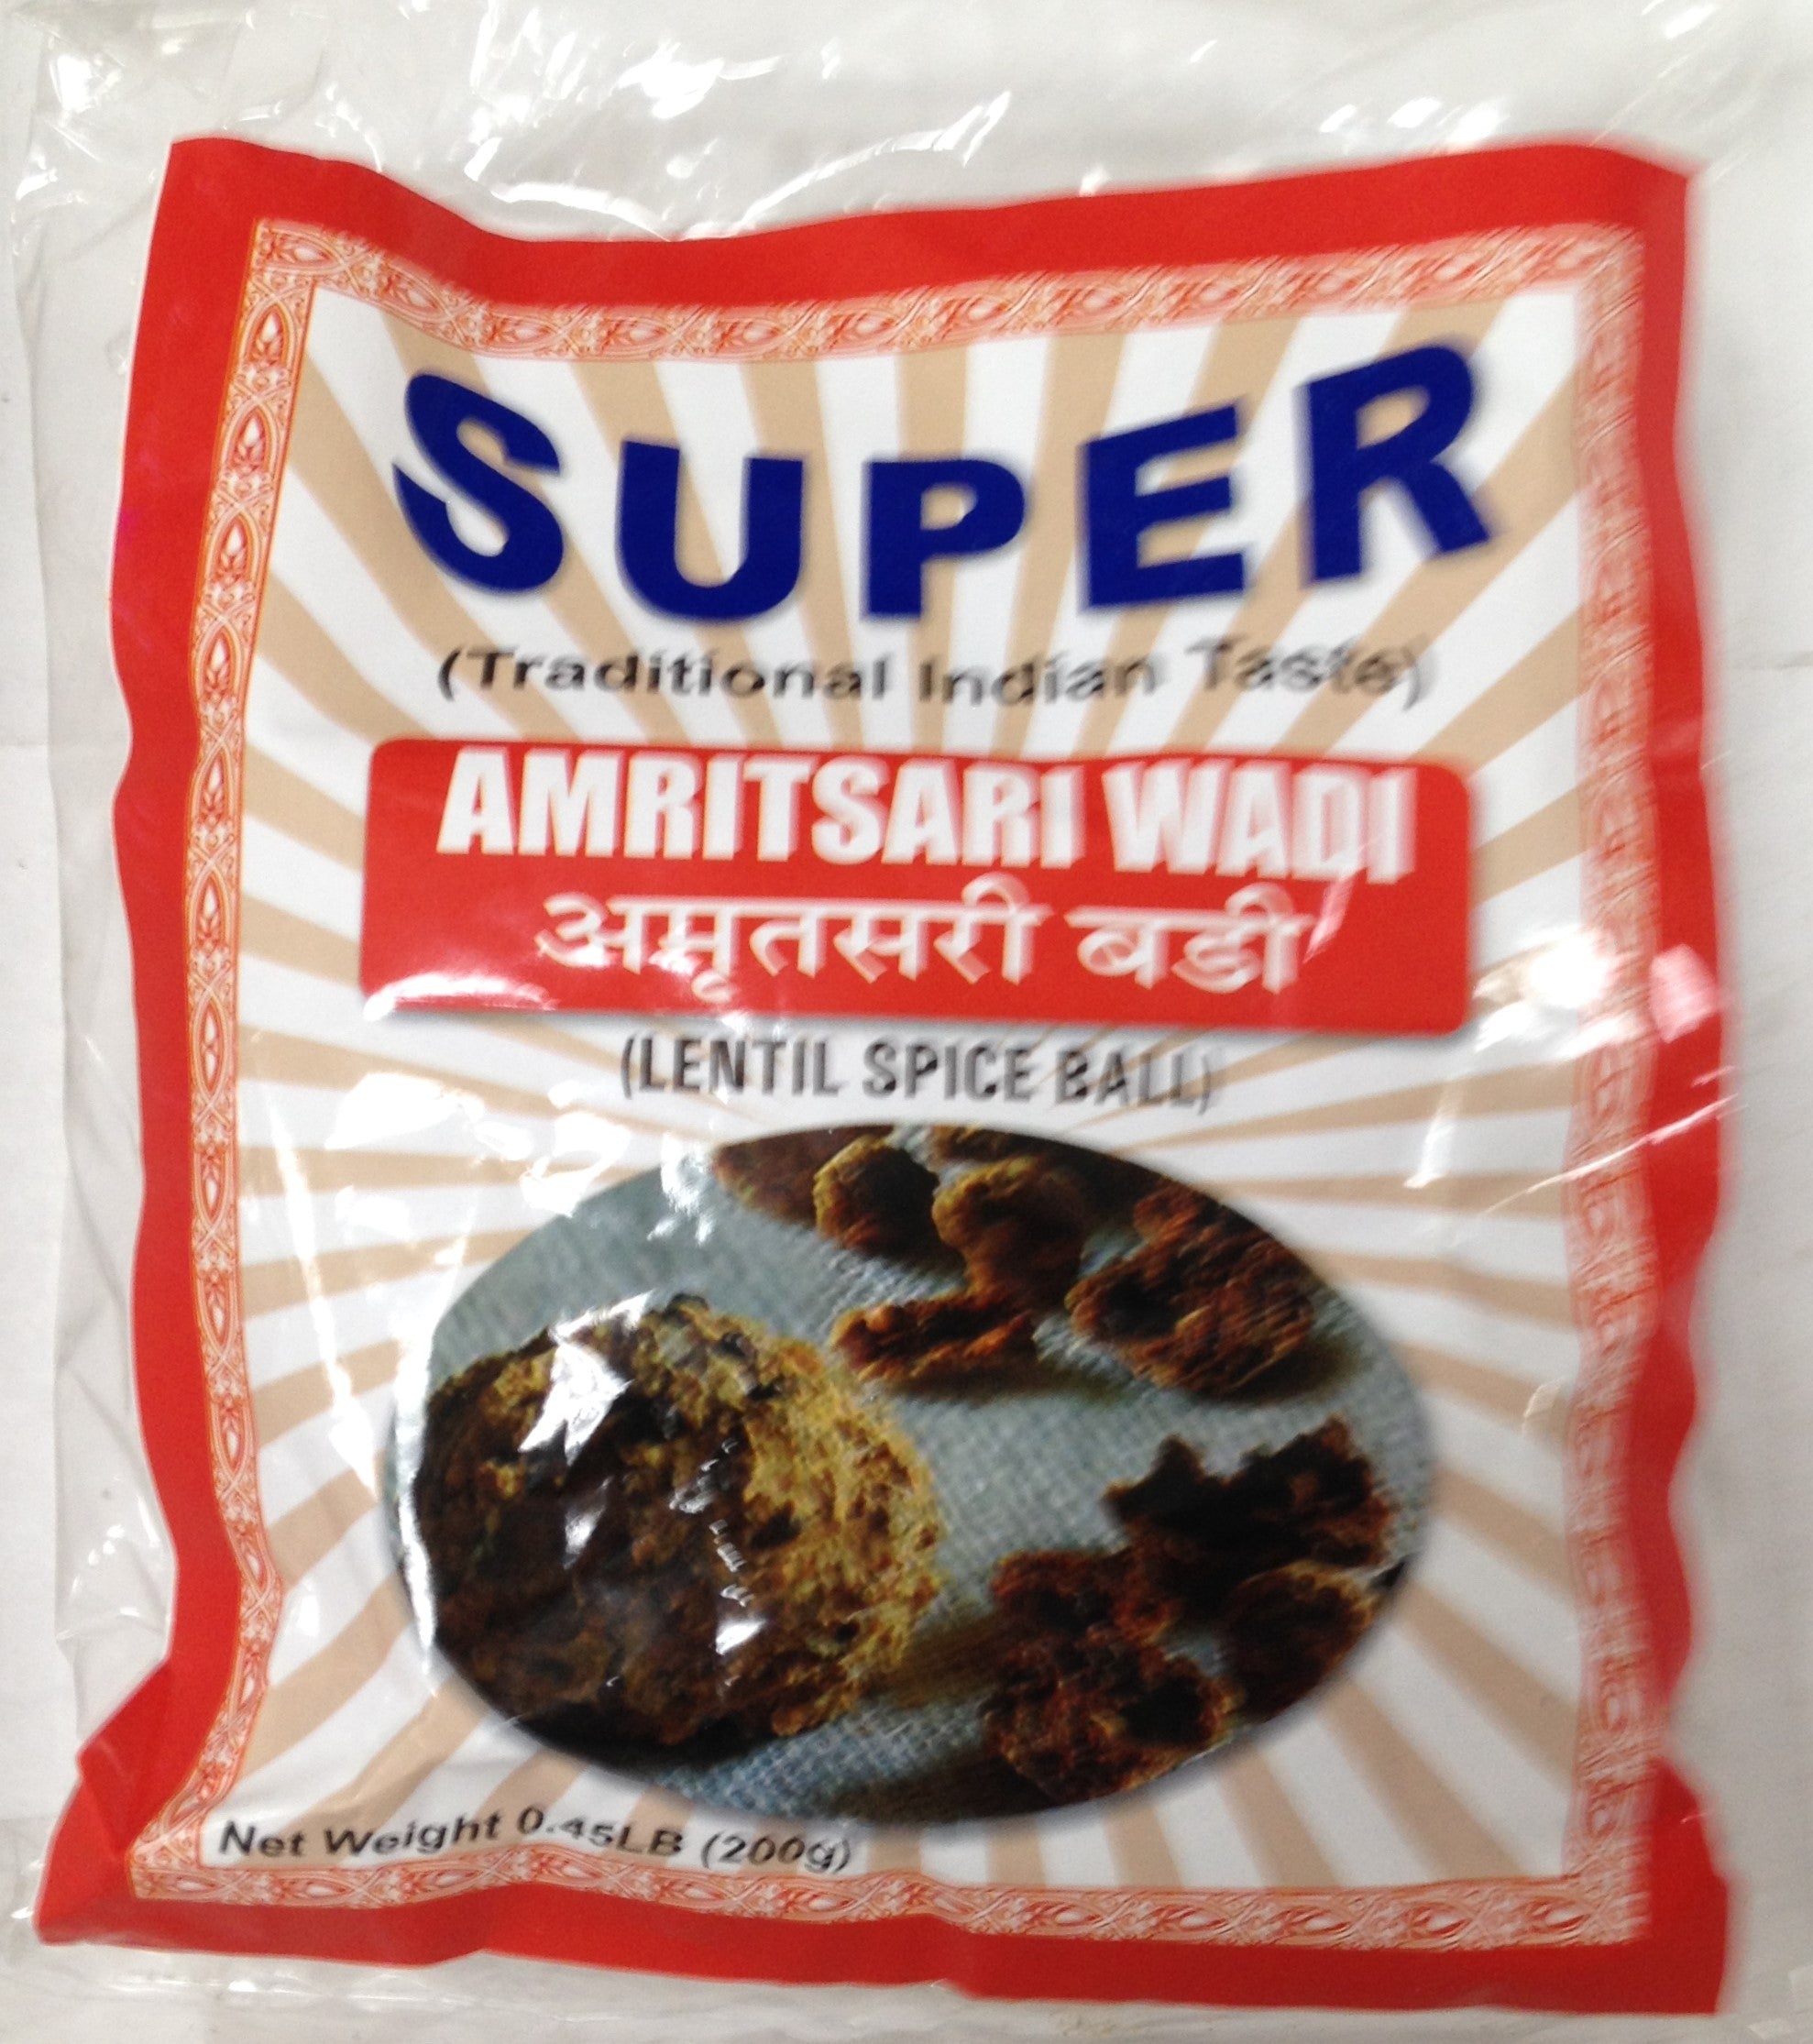 SUPER
(Traditional Indian Taste)
AMRITSARI WADI
अमृतसरी बडी
(LENTIL SPICE BALL)
Net Weight 0.45LB (200g)